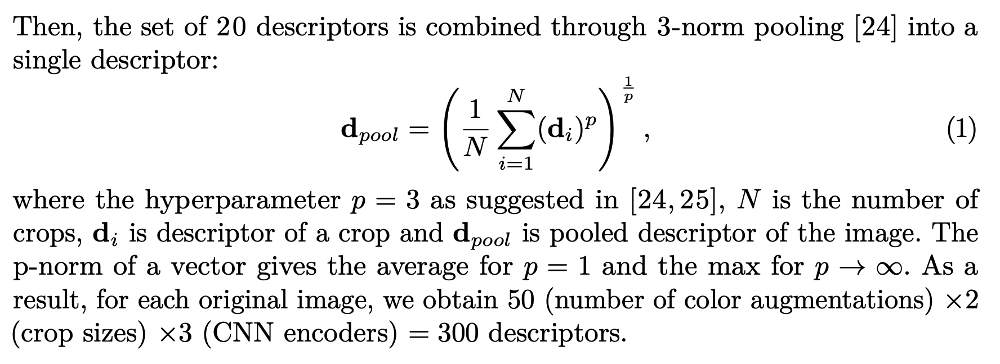 Then, the set of 20 descriptors is combined through 3-norm pooling [24] into a
single descriptor:
$$\mathbf{d}_{pool} = \left( \frac{1}{N} \sum_{i=1}^{N} (\mathbf{d}_i)^p \right)^{\frac{1}{p}}, \quad (1)$$
where the hyperparameter $p = 3$ as suggested in [24, 25], $N$ is the number of
crops, $\mathbf{d}_i$ is descriptor of a crop and $\mathbf{d}_{pool}$ is pooled descriptor of the image. The
p-norm of a vector gives the average for $p = 1$ and the max for $p \to \infty$. As a
result, for each original image, we obtain 50 (number of color augmentations) ×2
(crop sizes) ×3 (CNN encoders) = 300 descriptors.